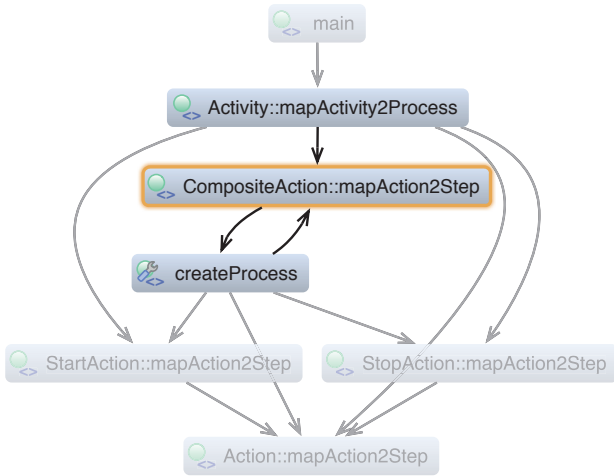 main
Activity::mapActivity2Process
CompositeAction::mapAction2Step
createProcess
StartAction::mapAction2Step
StopAction::mapAction2Step
Action::mapAction2Step